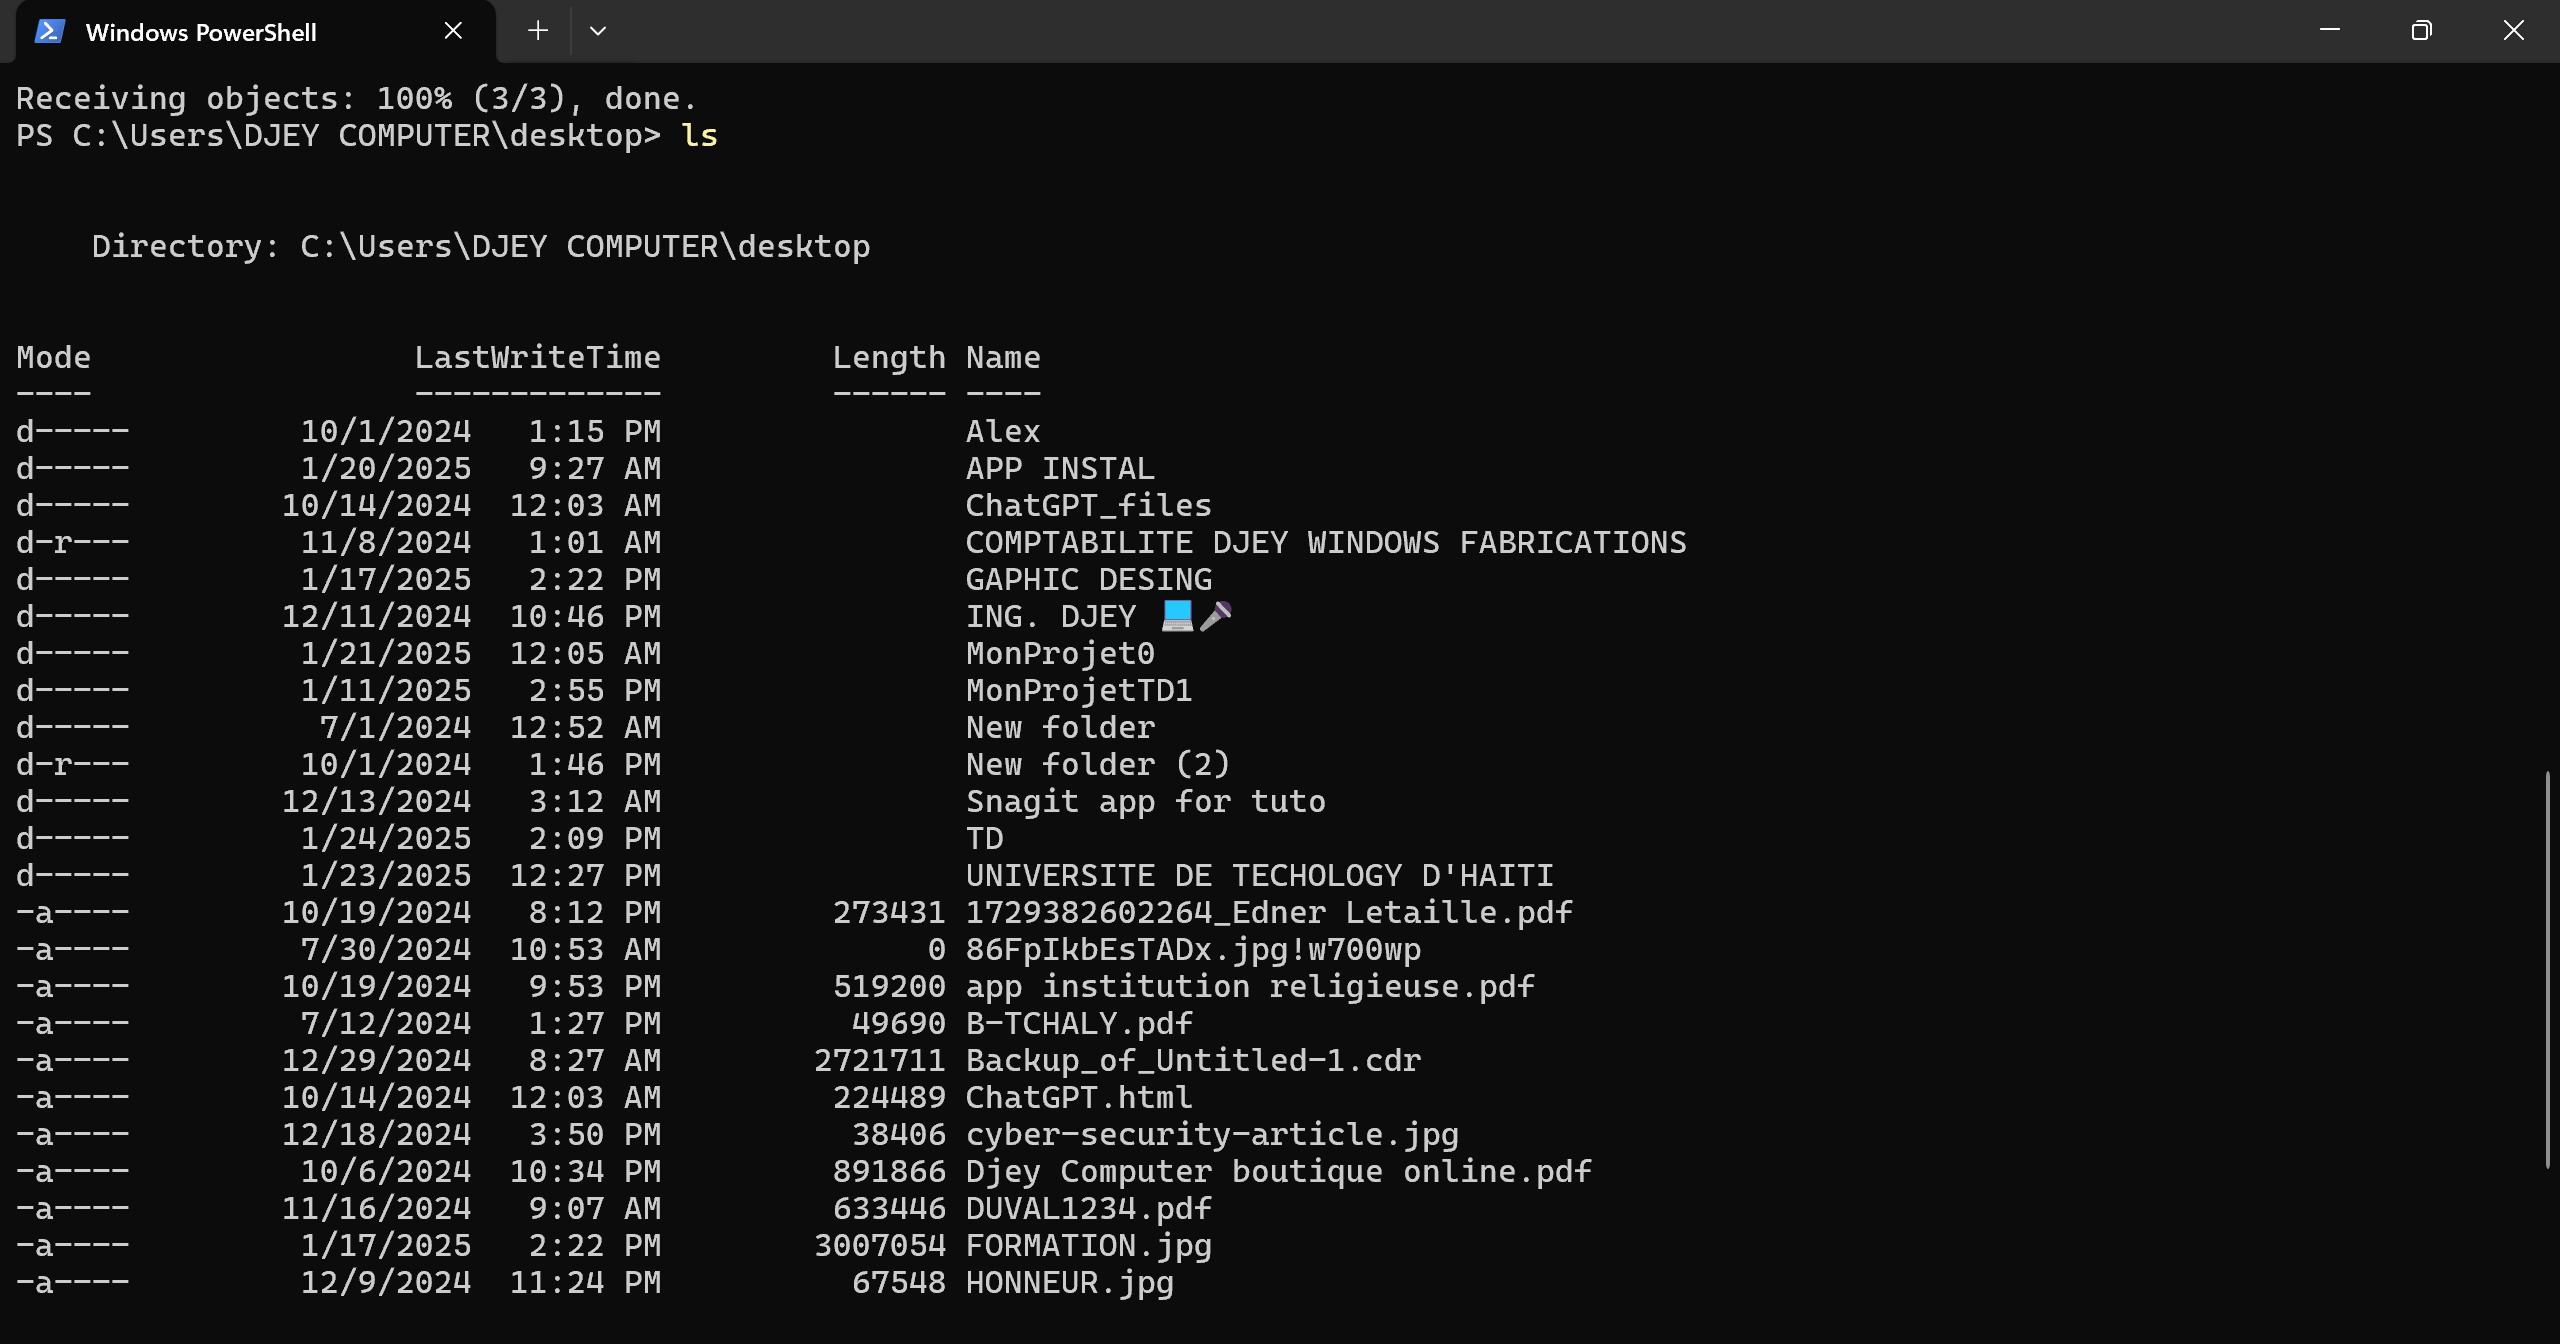 Windows PowerShell
Receiving objects: 100% (3/3), done.
PS C:\Users\DJEY COMPUTER\desktop> ls
Directory: C:\Users\DJEY COMPUTER\desktop
Mode LastWriteTime Length Name
---- ------------- ------ ----
d----- 10/1/2024 1:15 PM Alex
d----- 1/20/2025 9:27 AM APP INSTAL
d----- 10/14/2024 12:03 AM ChatGPT_files
d-r--- 11/8/2024 1:01 AM COMPTABILITE DJEY WINDOWS FABRICATIONS
d----- 1/17/2025 2:22 PM GAPHIC DESING
d----- 12/11/2024 10:46 PM ING. DJEY 💻🎤
d----- 1/21/2025 12:05 AM MonProjet0
d----- 1/11/2025 2:55 PM MonProjetTD1
d----- 7/1/2024 12:52 AM New folder
d-r--- 10/1/2024 1:46 PM New folder (2)
d----- 12/13/2024 3:12 AM Snagit app for tuto
d----- 1/24/2025 2:09 PM TD
d----- 1/23/2025 12:27 PM UNIVERSITE DE TECHOLOGY D'HAITI
-a---- 10/19/2024 8:12 PM 273431 1729382602264_Edner Letaille.pdf
-a---- 7/30/2024 10:53 AM 0 86FpIkbEsTADx.jpg!w700wp
-a---- 10/19/2024 9:53 PM 519200 app institution religieuse.pdf
-a---- 7/12/2024 1:27 PM 49690 B-TCHALY.pdf
-a---- 12/29/2024 8:27 AM 2721711 Backup_of_Untitled-1.cdr
-a---- 10/14/2024 12:03 AM 224489 ChatGPT.html
-a---- 12/18/2024 3:50 PM 38406 cyber-security-article.jpg
-a---- 10/6/2024 10:34 PM 891866 Djey Computer boutique online.pdf
-a---- 11/16/2024 9:07 AM 633446 DUVAL1234.pdf
-a---- 1/17/2025 2:22 PM 3007054 FORMATION.jpg
-a---- 12/9/2024 11:24 PM 67548 HONNEUR.jpg